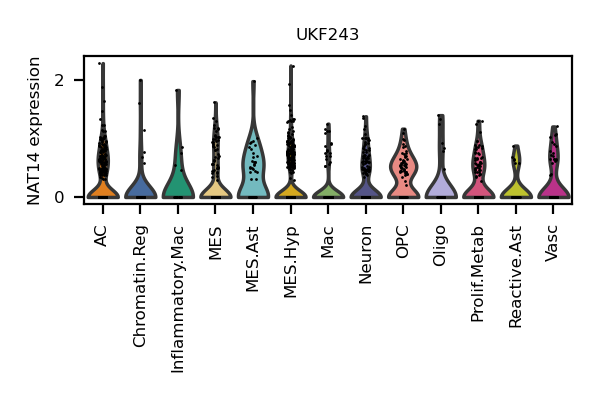 UKF243
NAT14 expression
2
0
AC
Chromatin.Reg
Inflammatory.Mac
MES
MES.Ast
MES.Hyp
Mac
Neuron
OPC
Oligo
Prolif.Metab
Reactive.Ast
Vasc